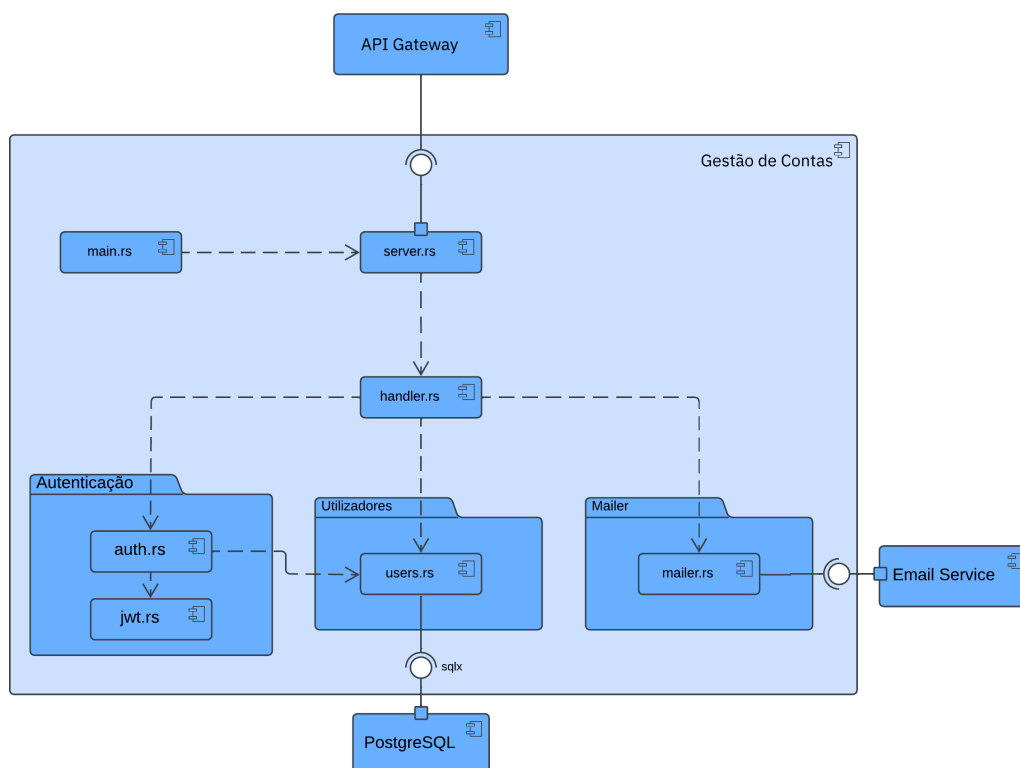 API Gateway
Gestão de Contas
main.rs
server.rs
handler.rs
Autenticação
Utilizadores
Mailer
auth.rs
users.rs
mailer.rs
Email Service
jwt.rs
sqlx
PostgreSQL